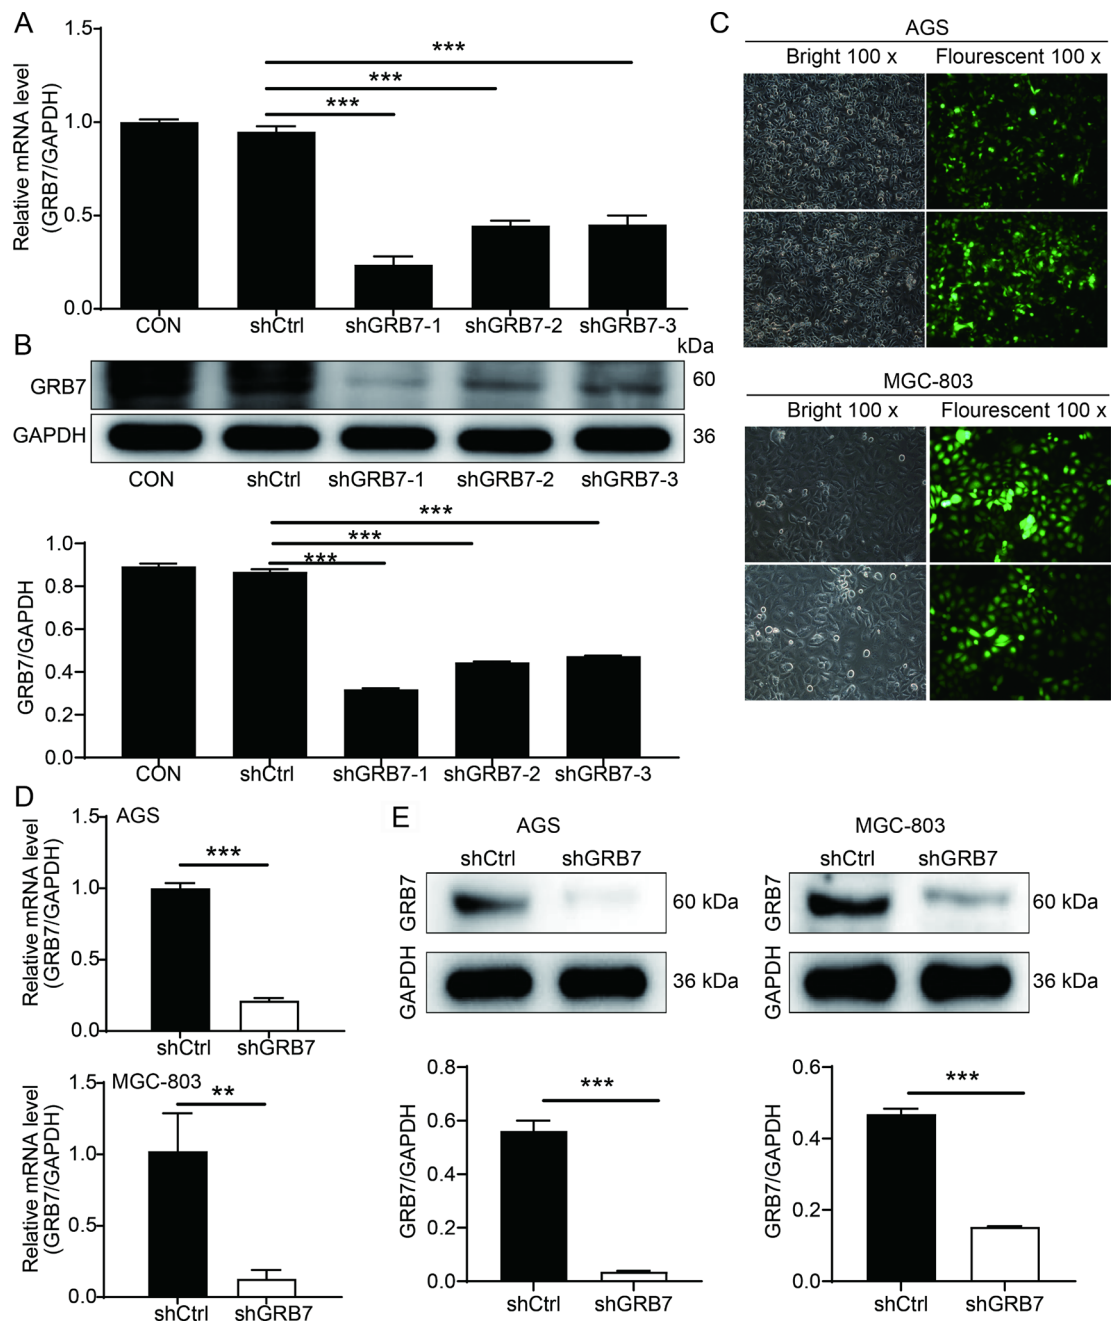 A
1.5
1.0
0.5
0.0
Relative mRNA level
(GRB7/GAPDH)
***
***
***
CON
shCtrl
shGRB7-1
shGRB7-2
shGRB7-3
B
kDa
GRB7
60
GAPDH
36
CON
shCtrl
shGRB7-1
shGRB7-2
shGRB7-3
1.0
0.8
0.6
0.4
0.2
0.0
GRB7/GAPDH
***
***
***
CON
shCtrl
shGRB7-1
shGRB7-2
shGRB7-3
C
AGS
Bright 100 x
Flourescent 100 x
MGC-803
Bright 100 x
Flourescent 100 x
D
AGS
1.5
1.0
0.5
0.0
Relative mRNA level
(GRB7/GAPDH)
***
shCtrl
shGRB7
MGC-803
1.5
1.0
0.5
0.0
Relative mRNA level
(GRB7/GAPDH)
**
shCtrl
shGRB7
E
AGS
shCtrl
shGRB7
GRB7
60 kDa
GAPDH
36 kDa
0.8
0.6
0.4
0.2
0.0
GRB7/GAPDH
***
shCtrl
shGRB7
MGC-803
shCtrl
shGRB7
GRB7
60 kDa
GAPDH
36 kDa
0.6
0.4
0.2
0.0
GRB7/GAPDH
***
shCtrl
shGRB7